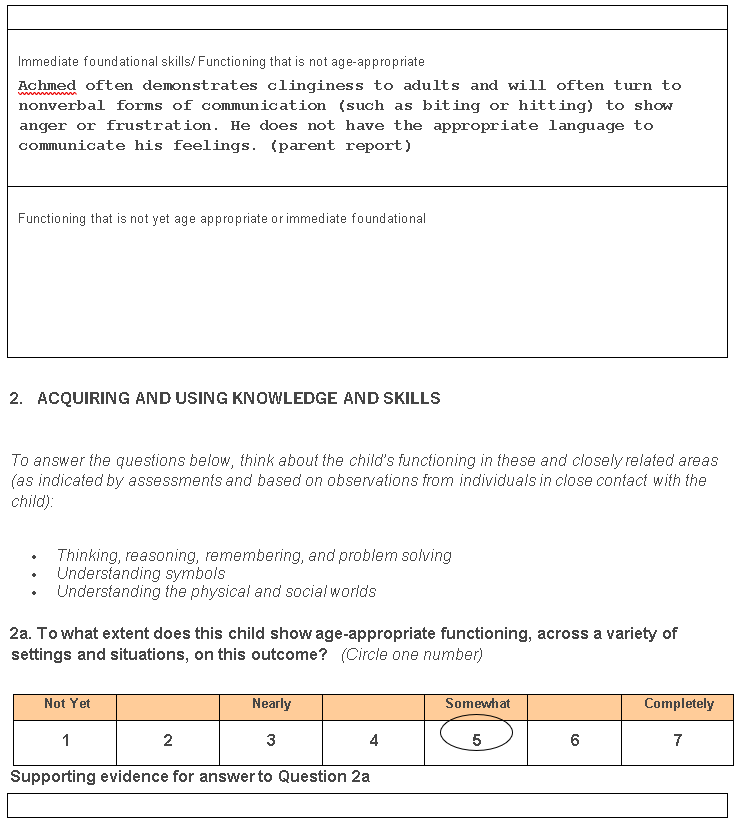 Immediate foundational skills/ Functioning that is not age-appropriate
Achmed often demonstrates clinginess to adults and will often turn to
nonverbal forms of communication (such as biting or hitting) to show
anger or frustration. He does not have the appropriate language to
communicate his feelings. (parent report)
Functioning that is not yet age appropriate or immediate foundational
2. ACQUIRING AND USING KNOWLEDGE AND SKILLS
To answer the questions below, think about the child's functioning in these and closely related areas
(as indicated by assessments and based on observations from individuals in close contact with the
child):
• Thinking, reasoning, remembering, and problem solving
• Understanding symbols
• Understanding the physical and social worlds
2a. To what extent does this child show age-appropriate functioning, across a variety of
settings and situations, on this outcome? (Circle one number)
Not Yet Nearly Somewhat Completely
1 2 3 4 5 6 7
Supporting evidence for answer to Question 2a